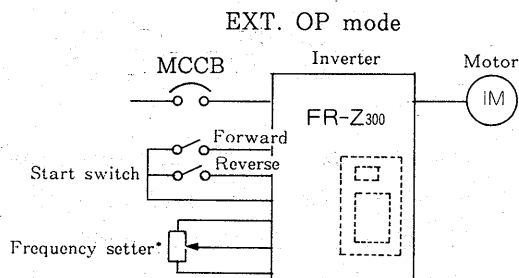 EXT. OP mode
MCCB
Inverter
Motor
IM
FR-Z300
Forward
Reverse
Start switch
Frequency setter*